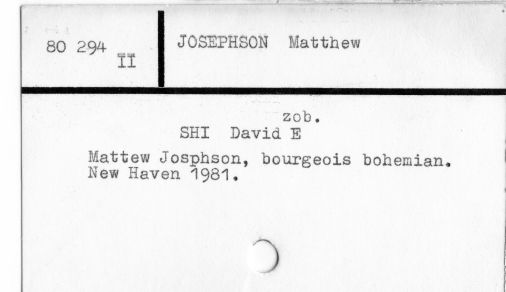 80 294
II
JOSEPHSON Matthew
zob.
SHI David E
Mattew Josphson, bourgeois bohemian.
New Haven 1981.